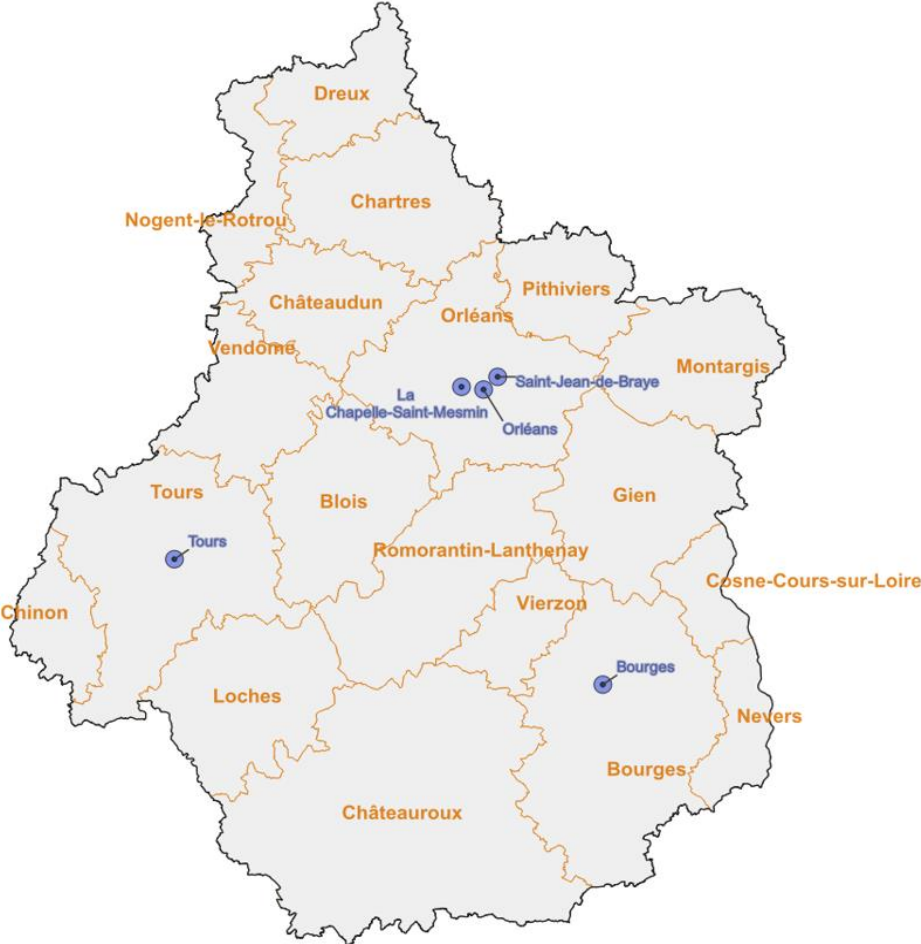 Dreux
Chartres
Nogent-le-Rotrou
Pithiviers
Châteaudun
Orléans
Vendôme
Montargis
Saint-Jean-de-Braye
La
Chapelle-Saint-Mesmin
Orléans
Tours
Gien
Blois
Tours
Romorantin-Lanthenay
Cosne-Cours-sur-Loire
Vierzon
Chinon
Bourges
Loches
Nevers
Bourges
Châteauroux